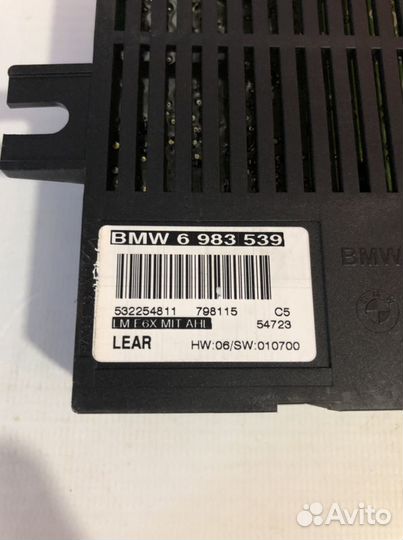 BMW 6 983 539
BMW
532254811 798115 C5
LM E6X MIT AHL 54723
LEAR HW:06/SW:010700
Avito